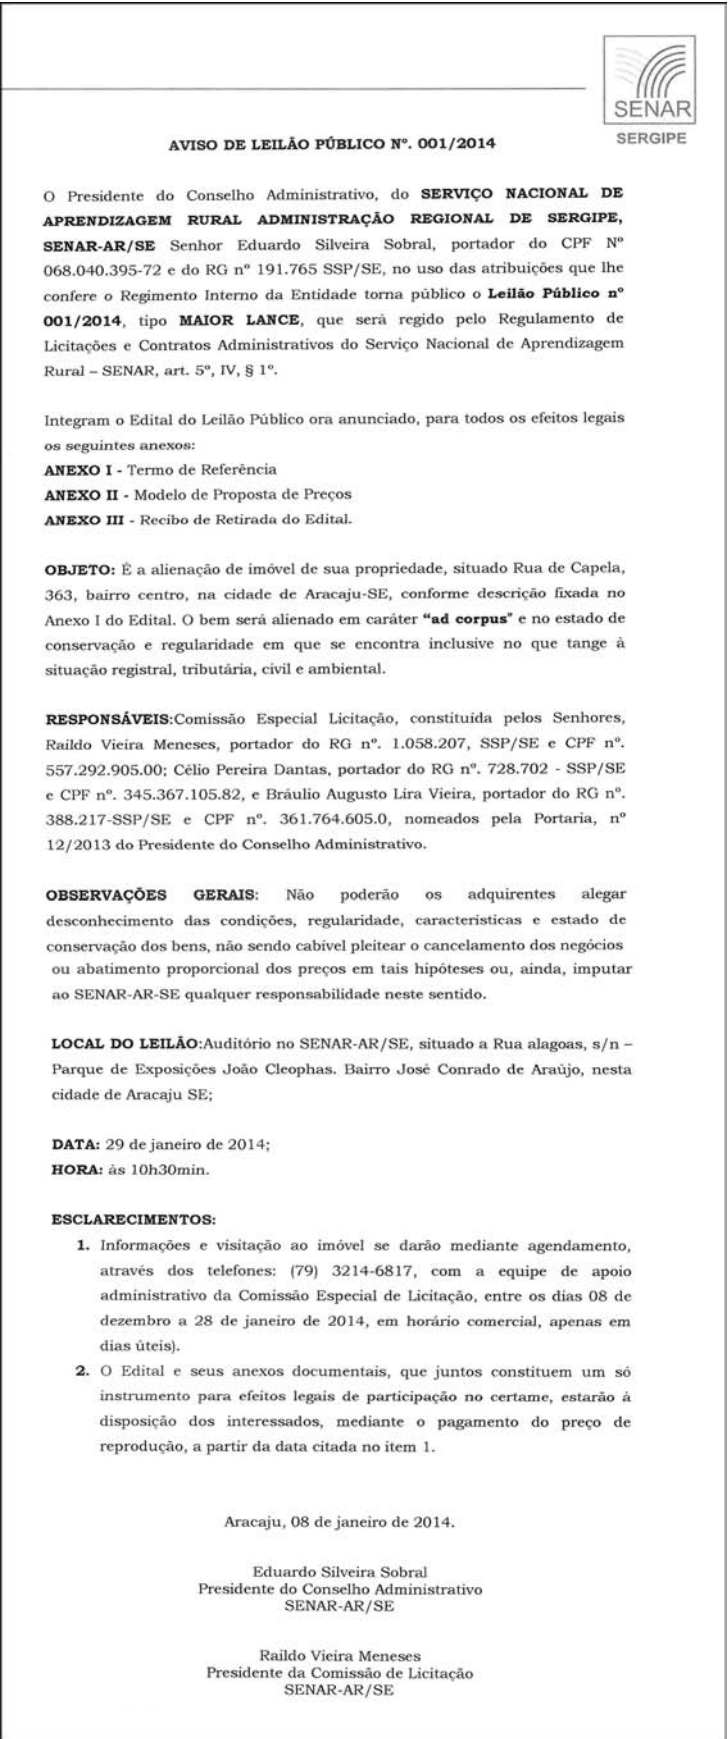 SENAR
SERGIPE
AVISO DE LEILÃO PÚBLICO Nº. 001/2014
O Presidente do Conselho Administrativo, do SERVIÇO NACIONAL DE
APRENDIZAGEM RURAL ADMINISTRAÇÃO REGIONAL DE SERGIPE,
SENAR-AR/SE Senhor Eduardo Silveira Sobral, portador do CPF Nº
068.040.395-72 e do RG nº 191.765 SSP/SE, no uso das atribuições que lhe
confere o Regimento Interno da Entidade torna público o Leilão Público nº
001/2014, tipo MAIOR LANCE, que será regido pelo Regulamento de
Licitações e Contratos Administrativos do Serviço Nacional de Aprendizagem
Rural – SENAR, art. 5º, IV, § 1º.
Integram o Edital do Leilão Público ora anunciado, para todos os efeitos legais
os seguintes anexos:
ANEXO I - Termo de Referência
ANEXO II - Modelo de Proposta de Preços
ANEXO III - Recibo de Retirada do Edital.
OBJETO: É a alienação de imóvel de sua propriedade, situado Rua de Capela,
363, bairro centro, na cidade de Aracaju-SE, conforme descrição fixada no
Anexo I do Edital. O bem será alienado em caráter “ad corpus” e no estado de
conservação e regularidade em que se encontra inclusive no que tange à
situação registral, tributária, civil e ambiental.
RESPONSÁVEIS:Comissão Especial Licitação, constituída pelos Senhores,
Raildo Vieira Meneses, portador do RG nº. 1.058.207, SSP/SE e CPF nº.
557.292.905.00; Célio Pereira Dantas, portador do RG nº. 728.702 - SSP/SE
e CPF nº. 345.367.105.82, e Bráulio Augusto Lira Vieira, portador do RG nº.
388.217-SSP/SE e CPF nº. 361.764.605.0, nomeados pela Portaria, nº
12/2013 do Presidente do Conselho Administrativo.
OBSERVAÇÕES GERAIS: Não poderão os adquirentes alegar
desconhecimento das condições, regularidade, características e estado de
conservação dos bens, não sendo cabível pleitear o cancelamento dos negócios
ou abatimento proporcional dos preços em tais hipóteses ou, ainda, imputar
ao SENAR-AR-SE qualquer responsabilidade neste sentido.
LOCAL DO LEILÃO:Auditório no SENAR-AR/SE, situado a Rua alagoas, s/n –
Parque de Exposições João Cleophas. Bairro José Conrado de Araújo, nesta
cidade de Aracaju SE;
DATA: 29 de janeiro de 2014;
HORA: às 10h30min.
ESCLARECIMENTOS:
1. Informações e visitação ao imóvel se darão mediante agendamento,
através dos telefones: (79) 3214-6817, com a equipe de apoio
administrativo da Comissão Especial de Licitação, entre os dias 08 de
dezembro a 28 de janeiro de 2014, em horário comercial, apenas em
dias úteis).
2. O Edital e seus anexos documentais, que juntos constituem um só
instrumento para efeitos legais de participação no certame, estarão à
disposição dos interessados, mediante o pagamento do preço de
reprodução, a partir da data citada no item 1.
Aracaju, 08 de janeiro de 2014.
Eduardo Silveira Sobral
Presidente do Conselho Administrativo
SENAR-AR/SE
Raildo Vieira Meneses
Presidente da Comissão de Licitação
SENAR-AR/SE